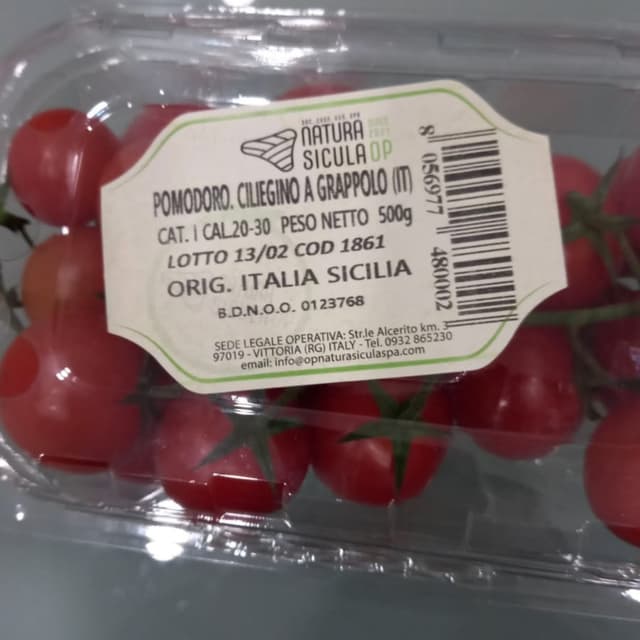 NATURA
SICULA OP
SINCE
2021
POMODORO. CILIEGINO A GRAPPOLO (IT)
CAT. I CAL.20-30 PESO NETTO 500g
LOTTO 13/02 COD 1861
ORIG. ITALIA SICILIA
B.D.N.O.O. 0123768
SEDE LEGALE OPERATIVA: Str.le Alcerito km. 3
97019 - VITTORIA (RG) ITALY - Tel. 0932 865230
email: info@opnaturasiculaspa.com
8 056977 480002